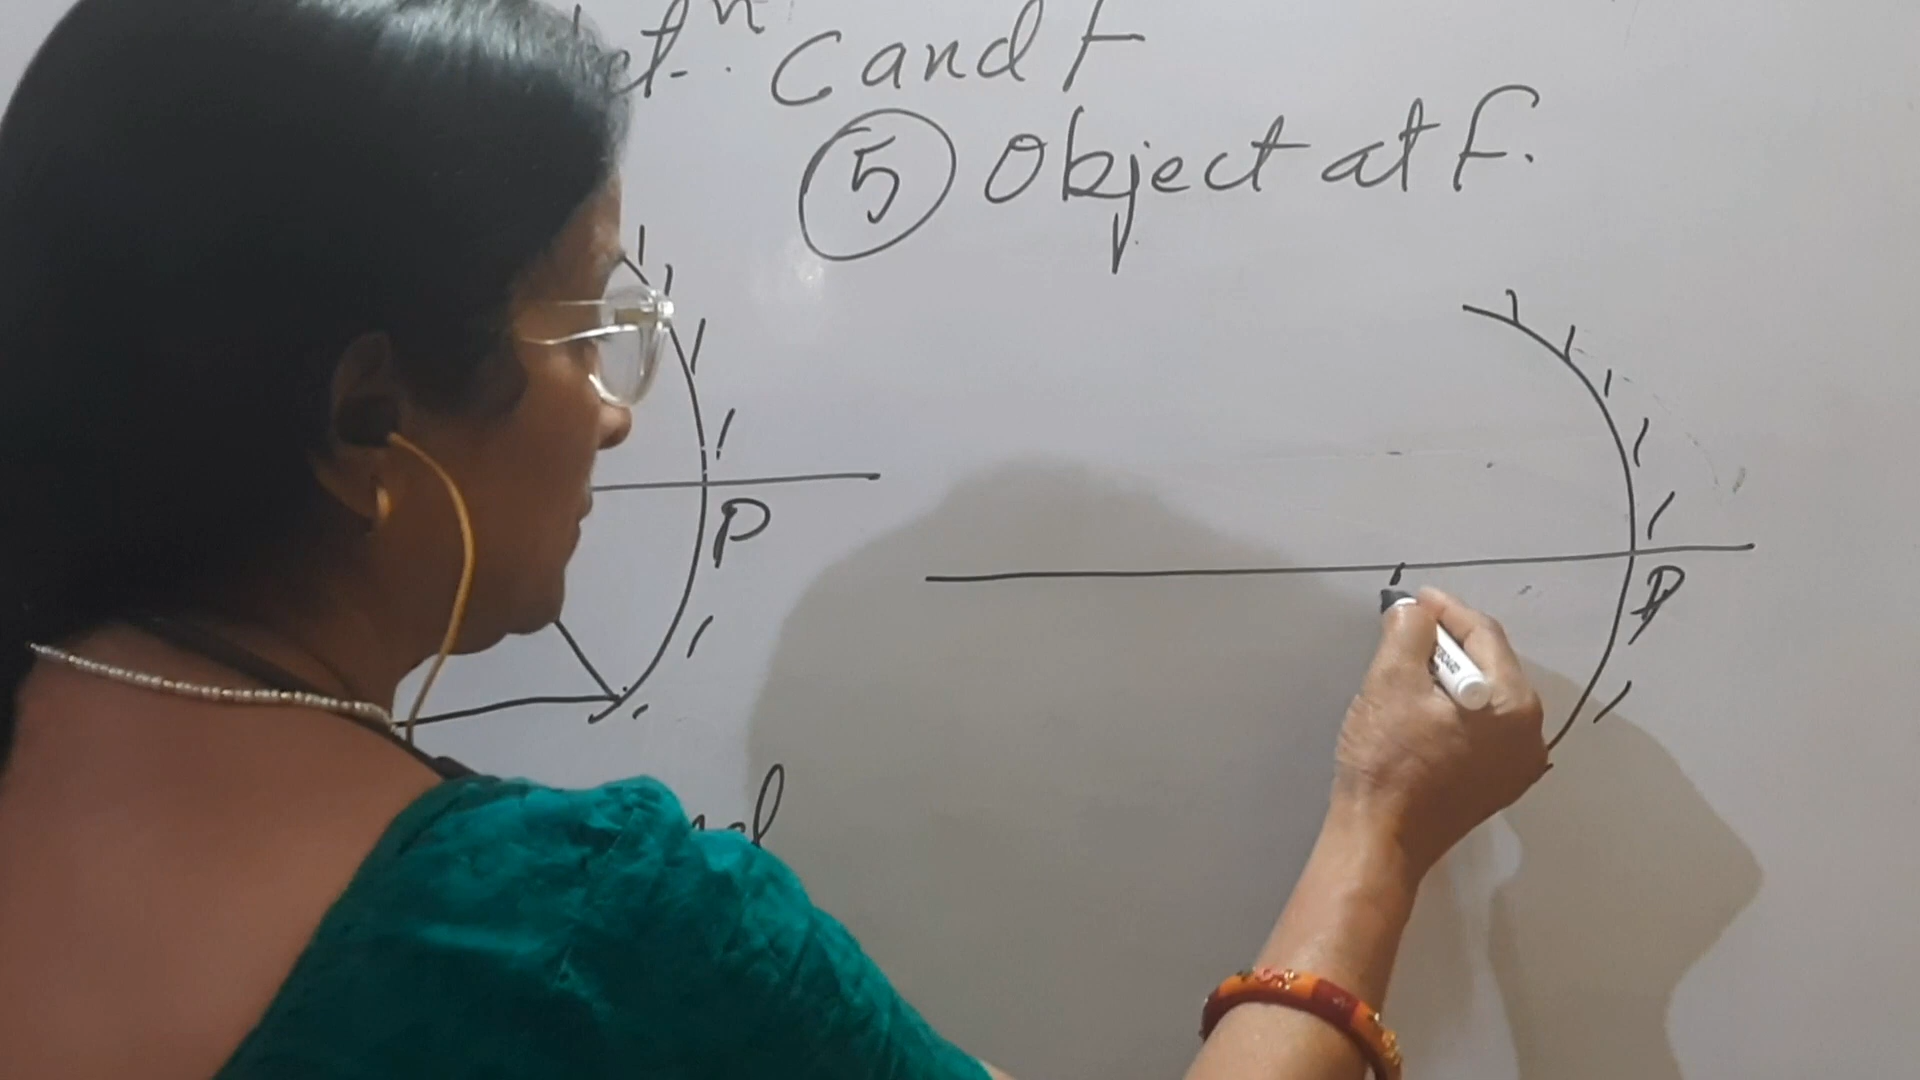 C and F
⑤ Object at F.
P
P